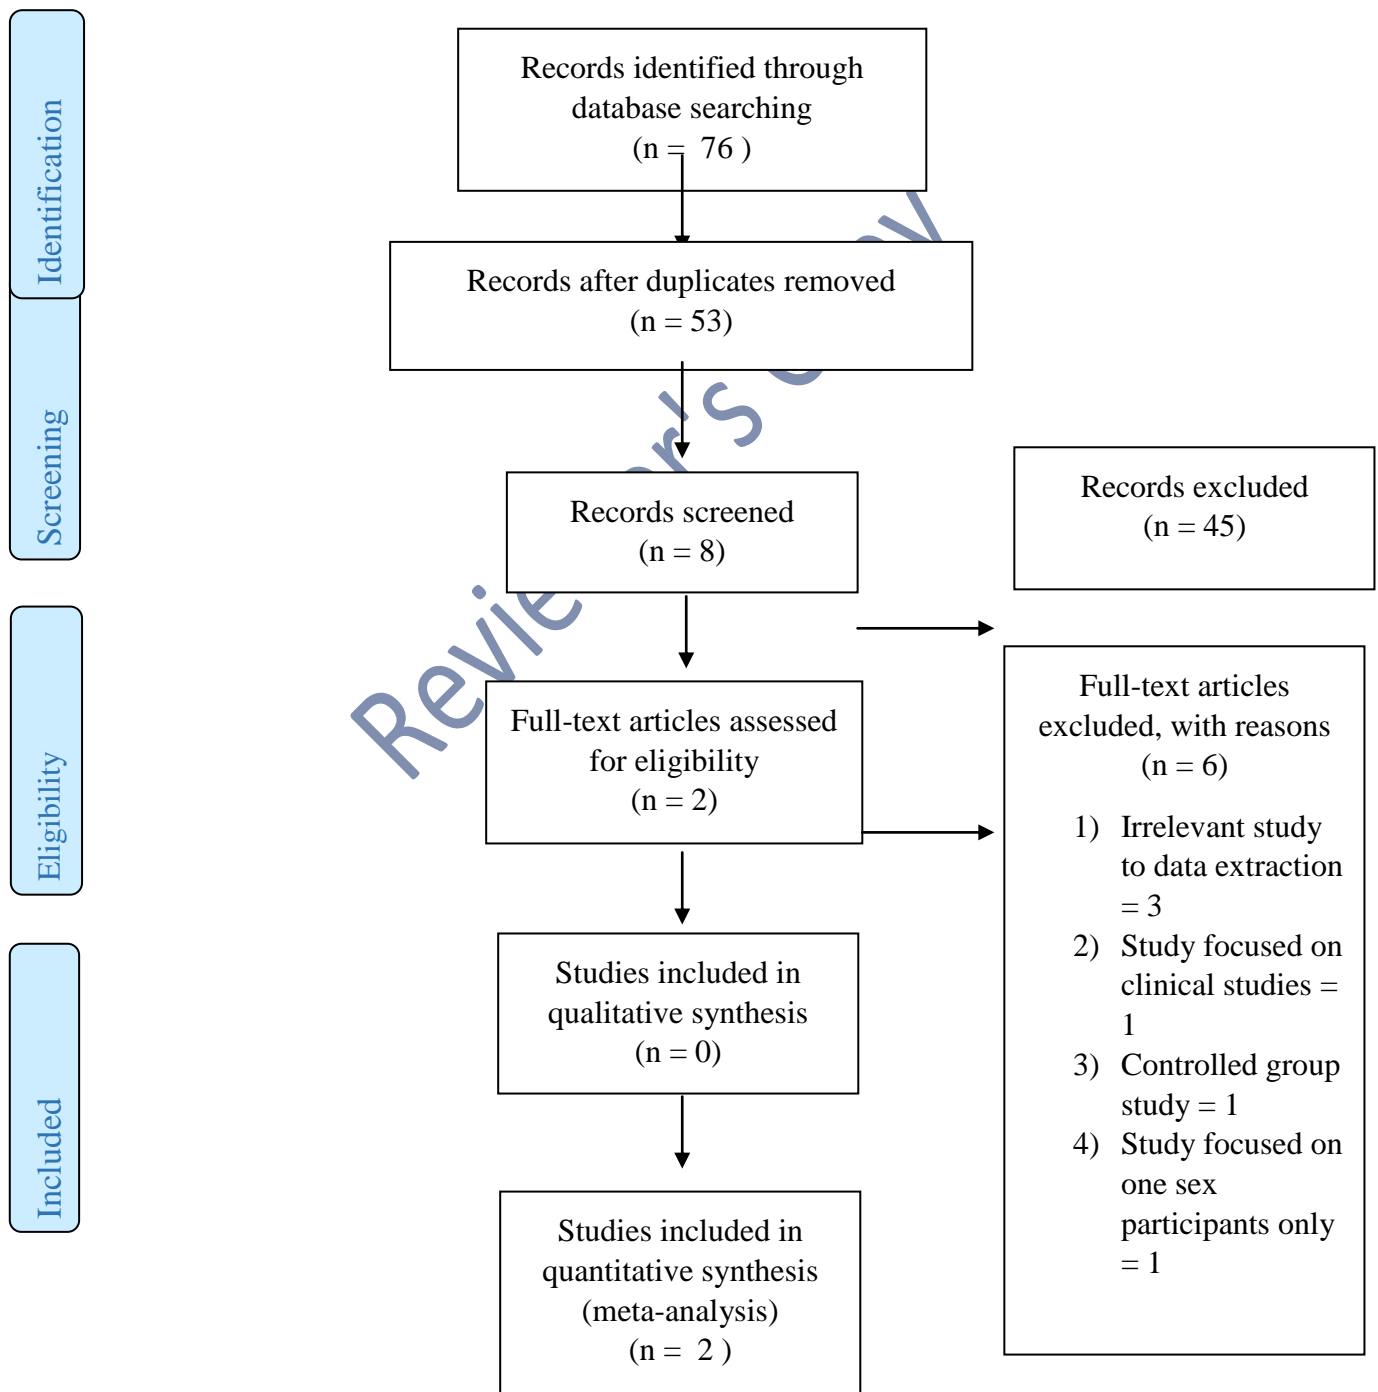 Identification
Records identified through
database searching
(n = 76 )
Records after duplicates removed
(n = 53)
Screening
Records screened
(n = 8)
Records excluded
(n = 45)
Eligibility
Full-text articles assessed
for eligibility
(n = 2)
Full-text articles
excluded, with reasons
(n = 6)
1) Irrelevant study
to data extraction
= 3
2) Study focused on
clinical studies =
1
3) Controlled group
study = 1
4) Study focused on
one sex
participants only
= 1
Included
Studies included in
qualitative synthesis
(n = 0)
Studies included in
quantitative synthesis
(meta-analysis)
(n = 2 )